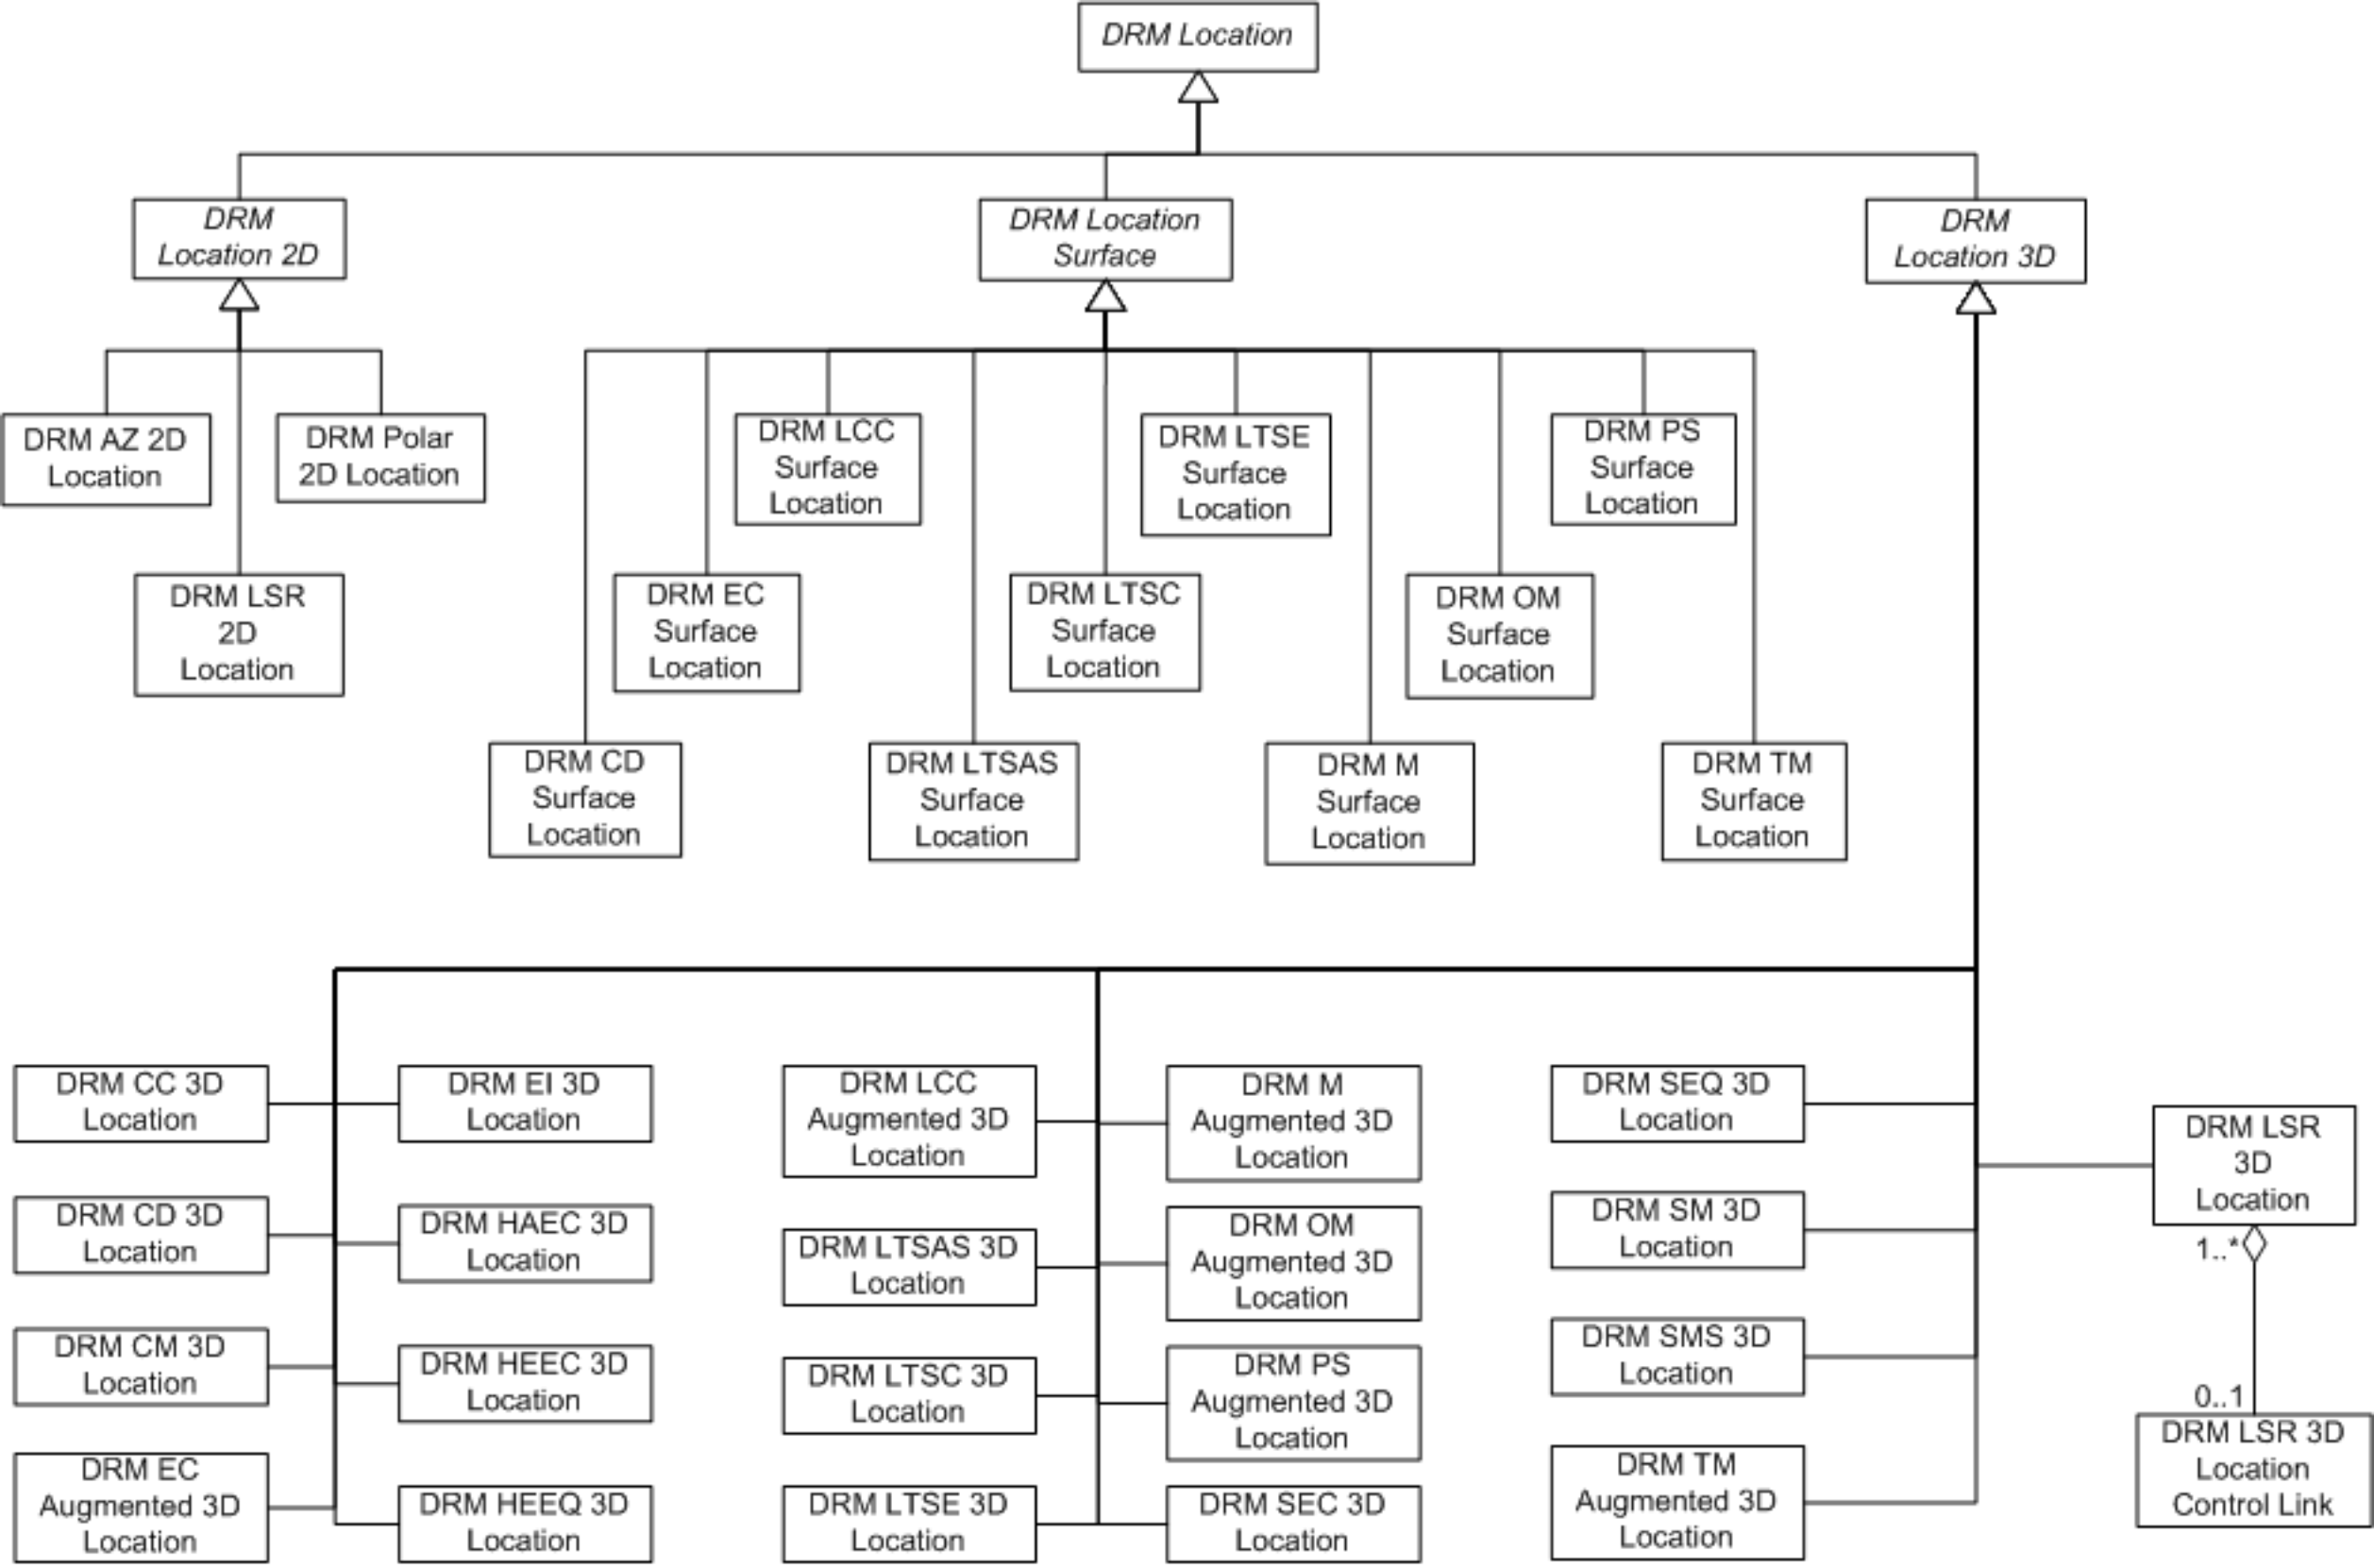 DRM Location
DRM
Location 2D
DRM Location
Surface
DRM
Location 3D
DRM AZ 2D
Location
DRM Polar
2D Location
DRM LSR
2D
Location
DRM LCC
Surface
Location
DRM LTSE
Surface
Location
DRM PS
Surface
Location
DRM EC
Surface
Location
DRM LTSC
Surface
Location
DRM OM
Surface
Location
DRM CD
Surface
Location
DRM LTSAS
Surface
Location
DRM M
Surface
Location
DRM TM
Surface
Location
DRM CC 3D
Location
DRM CD 3D
Location
DRM CM 3D
Location
DRM EC
Augmented 3D
Location
DRM EI 3D
Location
DRM HAEC 3D
Location
DRM HEEC 3D
Location
DRM HEEQ 3D
Location
DRM LCC
Augmented 3D
Location
DRM LTSAS 3D
Location
DRM LTSC 3D
Location
DRM LTSE 3D
Location
DRM M
Augmented 3D
Location
DRM OM
Augmented 3D
Location
DRM PS
Augmented 3D
Location
DRM SEC 3D
Location
DRM SEQ 3D
Location
DRM SM 3D
Location
DRM SMS 3D
Location
DRM TM
Augmented 3D
Location
DRM LSR
3D
Location
1..*
0..1
DRM LSR 3D
Location
Control Link